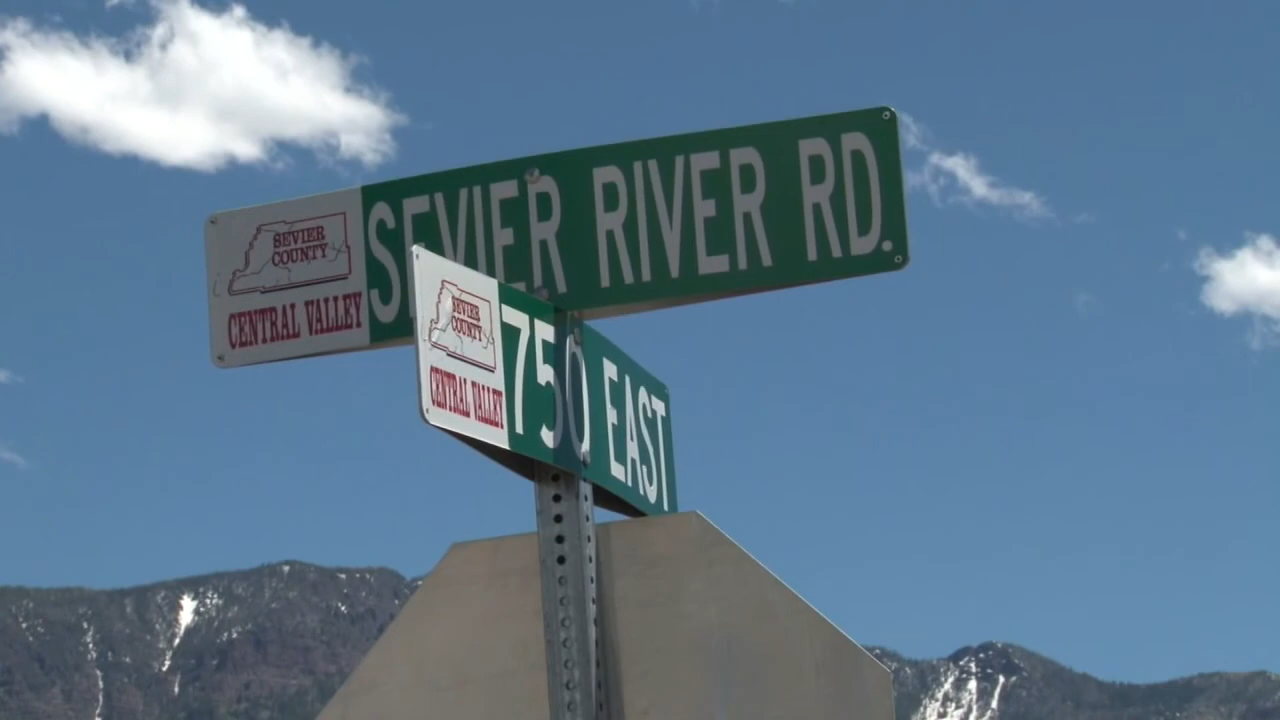 SEVIER
COUNTY
CENTRAL VALLEY
SEVIER RIVER RD.
SEVIER
COUNTY
CENTRAL VALLEY
750 EAST